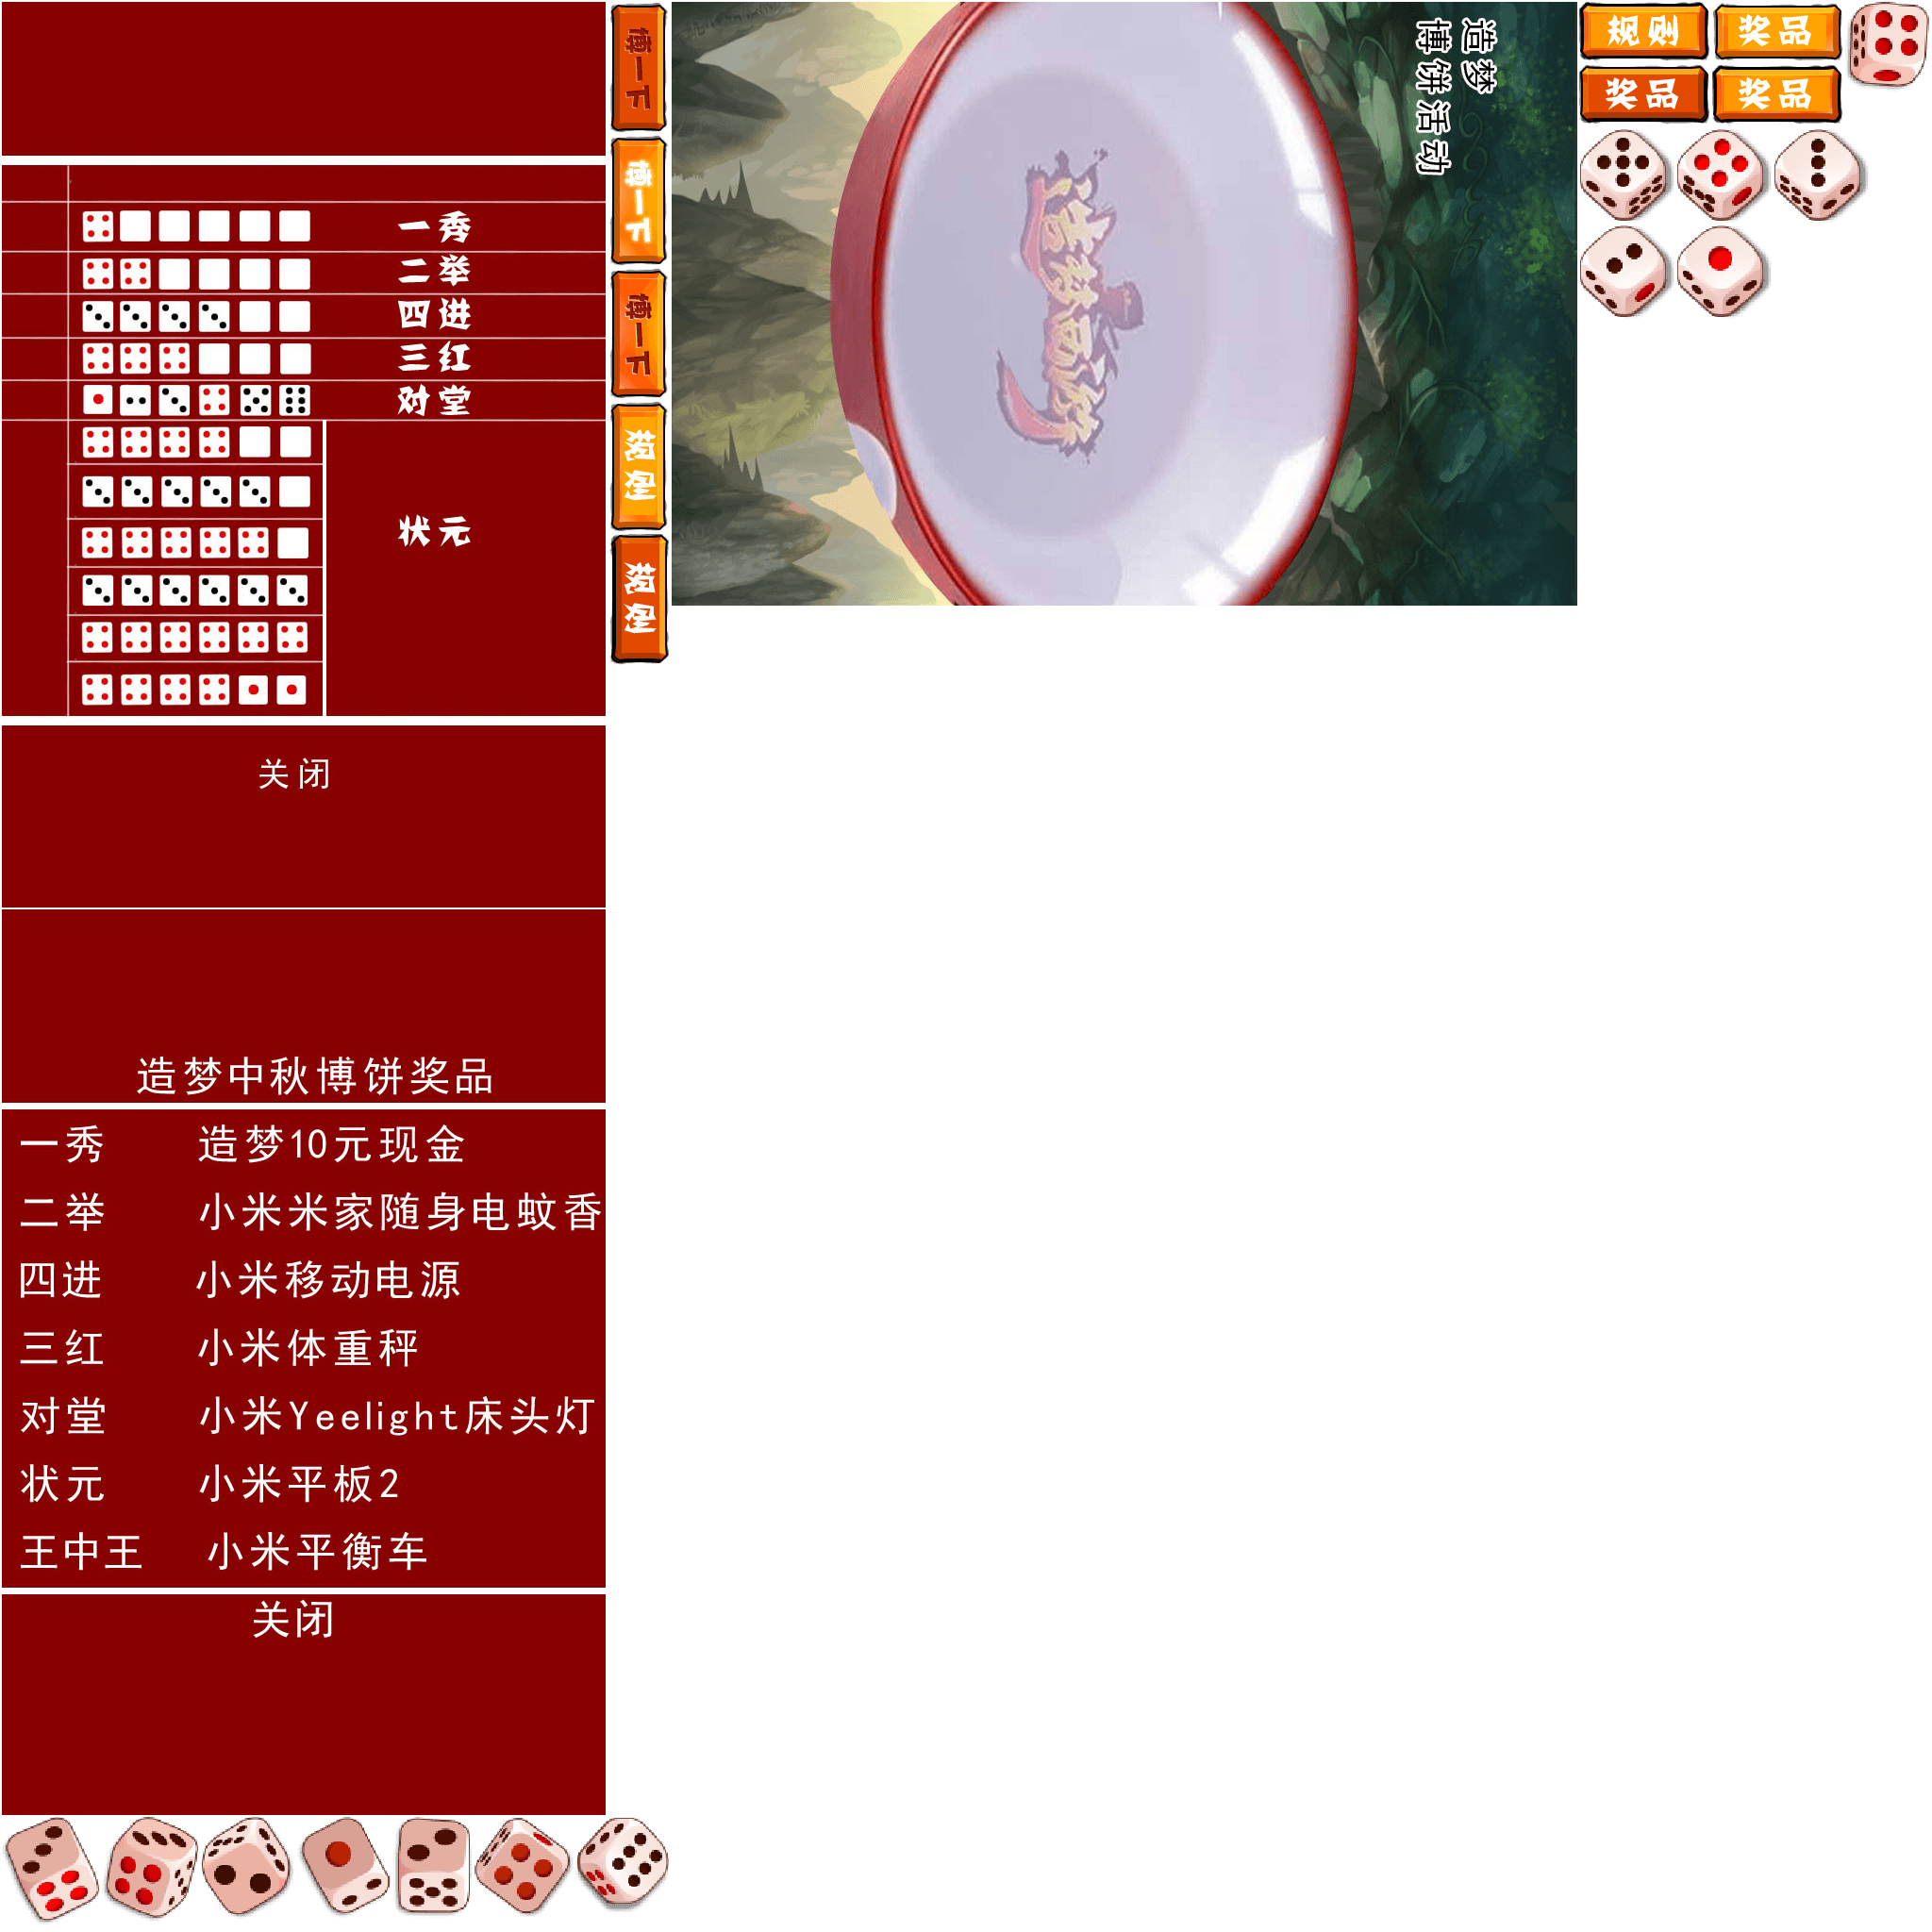 一秀
二举
四进
三红
对堂
状元
关闭
造梦中秋博饼奖品
一秀 造梦10元现金
二举 小米米家随身电蚊香
四进 小米移动电源
三红 小米体重秤
对堂 小米Yeelight床头灯
状元 小米平板2
王中王 小米平衡车
关闭
博一下
博一下
博一下
规则
规则
造梦
博饼活动
造梦西游
规则
奖品
奖品
奖品